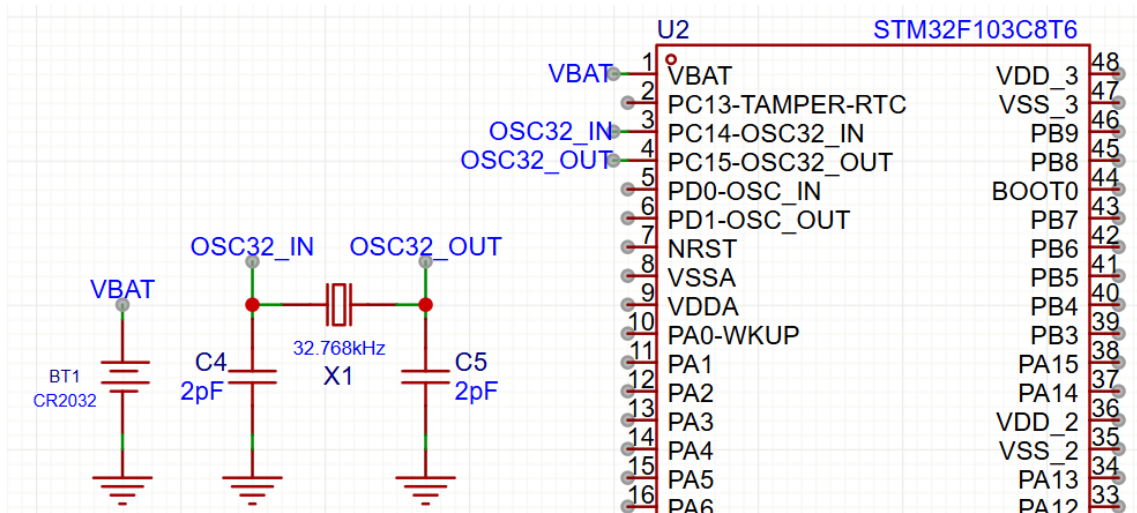 U2 STM32F103C8T6
VBAT 1 VBAT VDD_3 48
2 PC13-TAMPER-RTC VSS_3 47
OSC32_IN 3 PC14-OSC32_IN PB9 46
OSC32_OUT 4 PC15-OSC32_OUT PB8 45
5 PD0-OSC_IN BOOT0 44
6 PD1-OSC_OUT PB7 43
7 NRST PB6 42
8 VSSA PB5 41
9 VDDA PB4 40
10 PA0-WKUP PB3 39
11 PA1 PA15 38
12 PA2 PA14 37
13 PA3 VDD_2 36
14 PA4 VSS_2 35
15 PA5 PA13 34
16 PA6 PA12 33
OSC32_IN OSC32_OUT
VBAT
32.768kHz
X1
BT1
CR2032
C4
2pF
C5
2pF